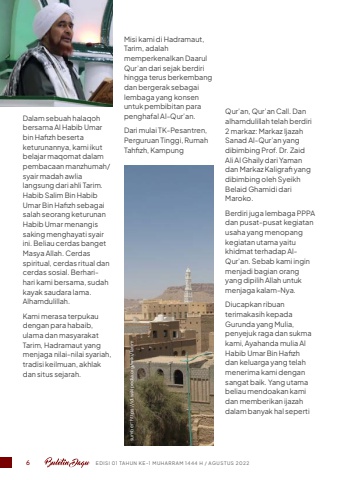 Dalam sebuah halaqoh
bersama Al Habib Umar
bin Hafizh beserta
keturunannya, kami ikut
belajar maqomat dalam
pembacaan manzhumah/
syair madah awlia
langsung dari ahli Tarim.
Habib Salim Bin Habib
Umar Bin Hafizh sebagai
salah seorang keturunan
Habib Umar menangis
saking menghayati syair
ini. Beliau cerdas banget
Masya Allah. Cerdas
spiritual, cerdas ritual dan
cerdas sosial. Berhari-
hari kami bersama, sudah
kayak saudara lama.
Alhamdulillah.
Kami merasa terpukau
dengan para habaib,
ulama dan masyarakat
Tarim. Hadramaut yang
menjaga nilai-nilai syariah,
tradisi keilmuan, akhlak
dan situs sejarah.
Misi kami di Hadramaut,
Tarim, adalah
memperkenalkan Daarul
Qur'an dari sejak berdiri
hingga terus berkembang
dan bergerak sebagai
lembaga yang konsen
untuk pembibitan para
penghafal Al-Qur'an.
Dari mulai TK-Pesantren,
Perguruan Tinggi, Rumah
Tahfizh, Kampung
Qur'an, Qur'an Call. Dan
alhamdulillah telah berdiri
2 markaz: Markaz Ijazah
Sanad Al-Qur'an yang
dibimbing Prof. Dr. Zaid
Ali Al Ghaily dari Yaman
dan Markaz Kaligrafi yang
dibimbing oleh Syeikh
Belaid Ghamidi dari
Maroko.
Berdiri juga lembaga PPPA
dan pusat-pusat kegiatan
usaha yang menopang
kegiatan utama yaitu
khidmat terhadap Al-
Qur'an. Sebab kami ingin
menjadi bagian orang
yang dipilih Allah untuk
menjaga kalam-Nya.
Diucapkan ribuan
terimakasih kepada
Gurunda yang Mulia,
penyejuk raga dan sukma
kami, Ayahanda mulia Al
Habib Umar Bin Hafizh
dan keluarga yang telah
menerima kami dengan
sangat baik. Yang utama
beliau mendoakan kami
dan memberikan ijazah
dalam banyak hal seperti
6 Buletin Daqu EDISI 01 TAHUN KE-1 MUHARRAM 1444 H / AGUSTUS 2022